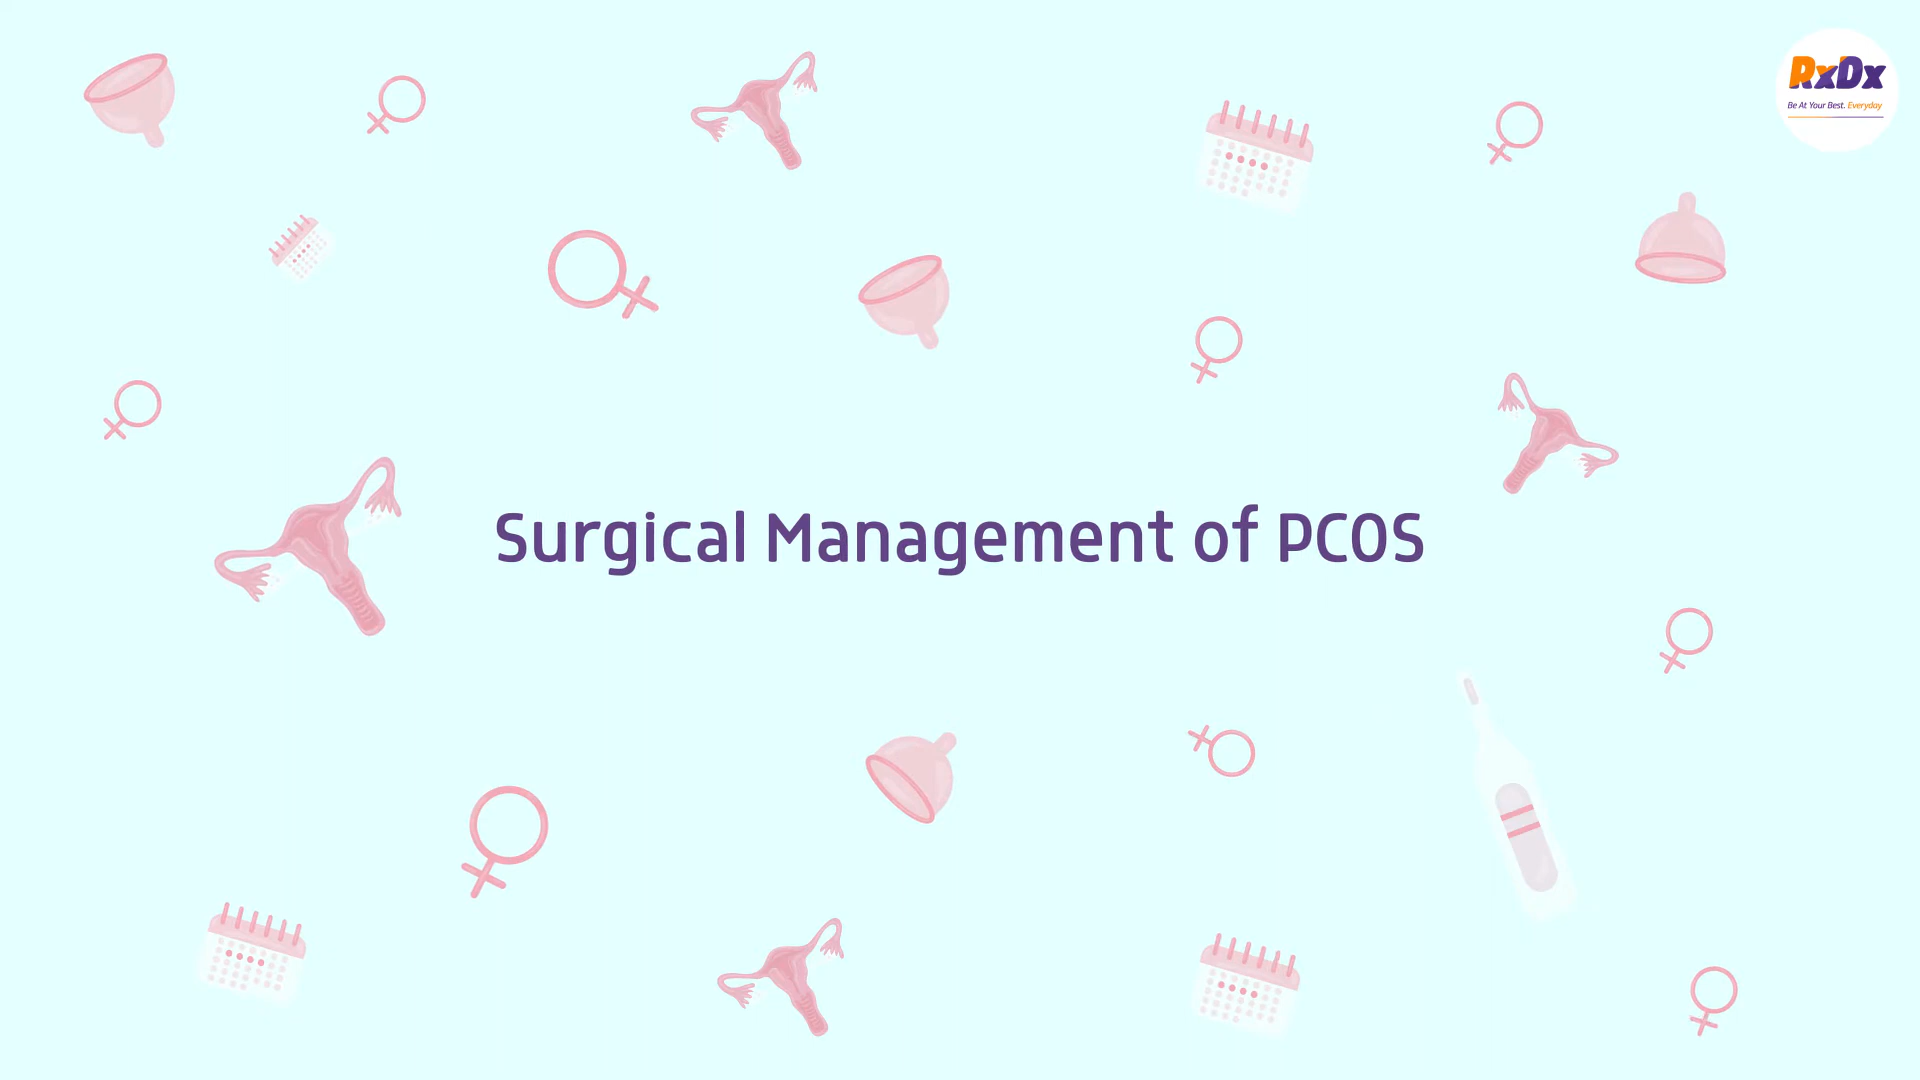 RxDx
Be At Your Best. Everyday
Surgical Management of PCOS